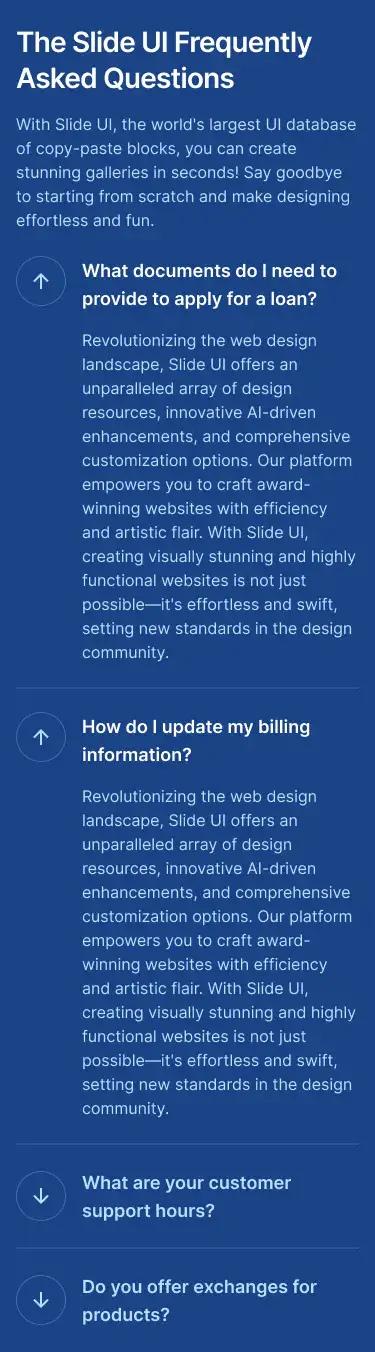 The Slide UI Frequently
Asked Questions
With Slide UI, the world's largest UI database
of copy-paste blocks, you can create
stunning galleries in seconds! Say goodbye
to starting from scratch and make designing
effortless and fun.
What documents do I need to
provide to apply for a loan?
Revolutionizing the web design
landscape, Slide UI offers an
unparalleled array of design
resources, innovative AI-driven
enhancements, and comprehensive
customization options. Our platform
empowers you to craft award-
winning websites with efficiency
and artistic flair. With Slide UI,
creating visually stunning and highly
functional websites is not just
possible—it's effortless and swift,
setting new standards in the design
community.
How do I update my billing
information?
Revolutionizing the web design
landscape, Slide UI offers an
unparalleled array of design
resources, innovative AI-driven
enhancements, and comprehensive
customization options. Our platform
empowers you to craft award-
winning websites with efficiency
and artistic flair. With Slide UI,
creating visually stunning and highly
functional websites is not just
possible—it's effortless and swift,
setting new standards in the design
community.
What are your customer
support hours?
Do you offer exchanges for
products?